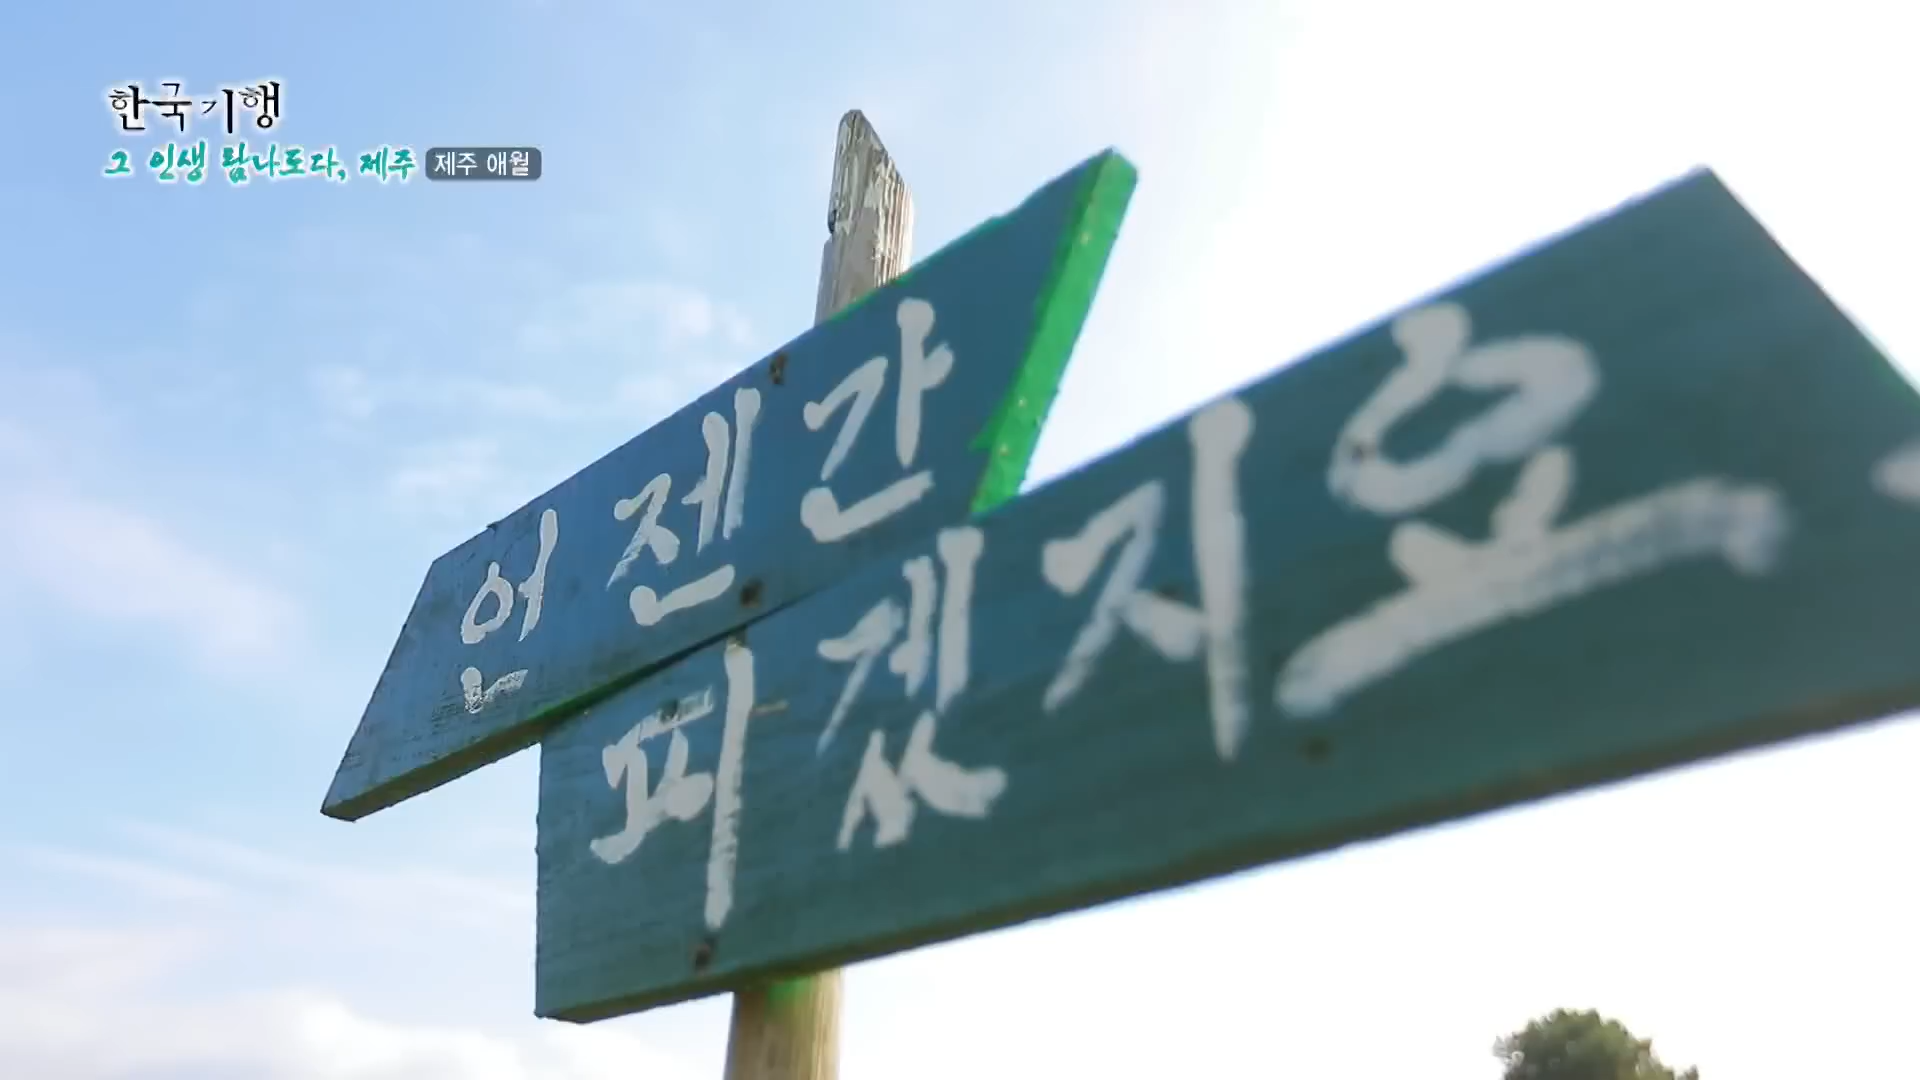 한국기행
그 인생 탐나도다, 제주 제주 애월
언젠간
피겠지요